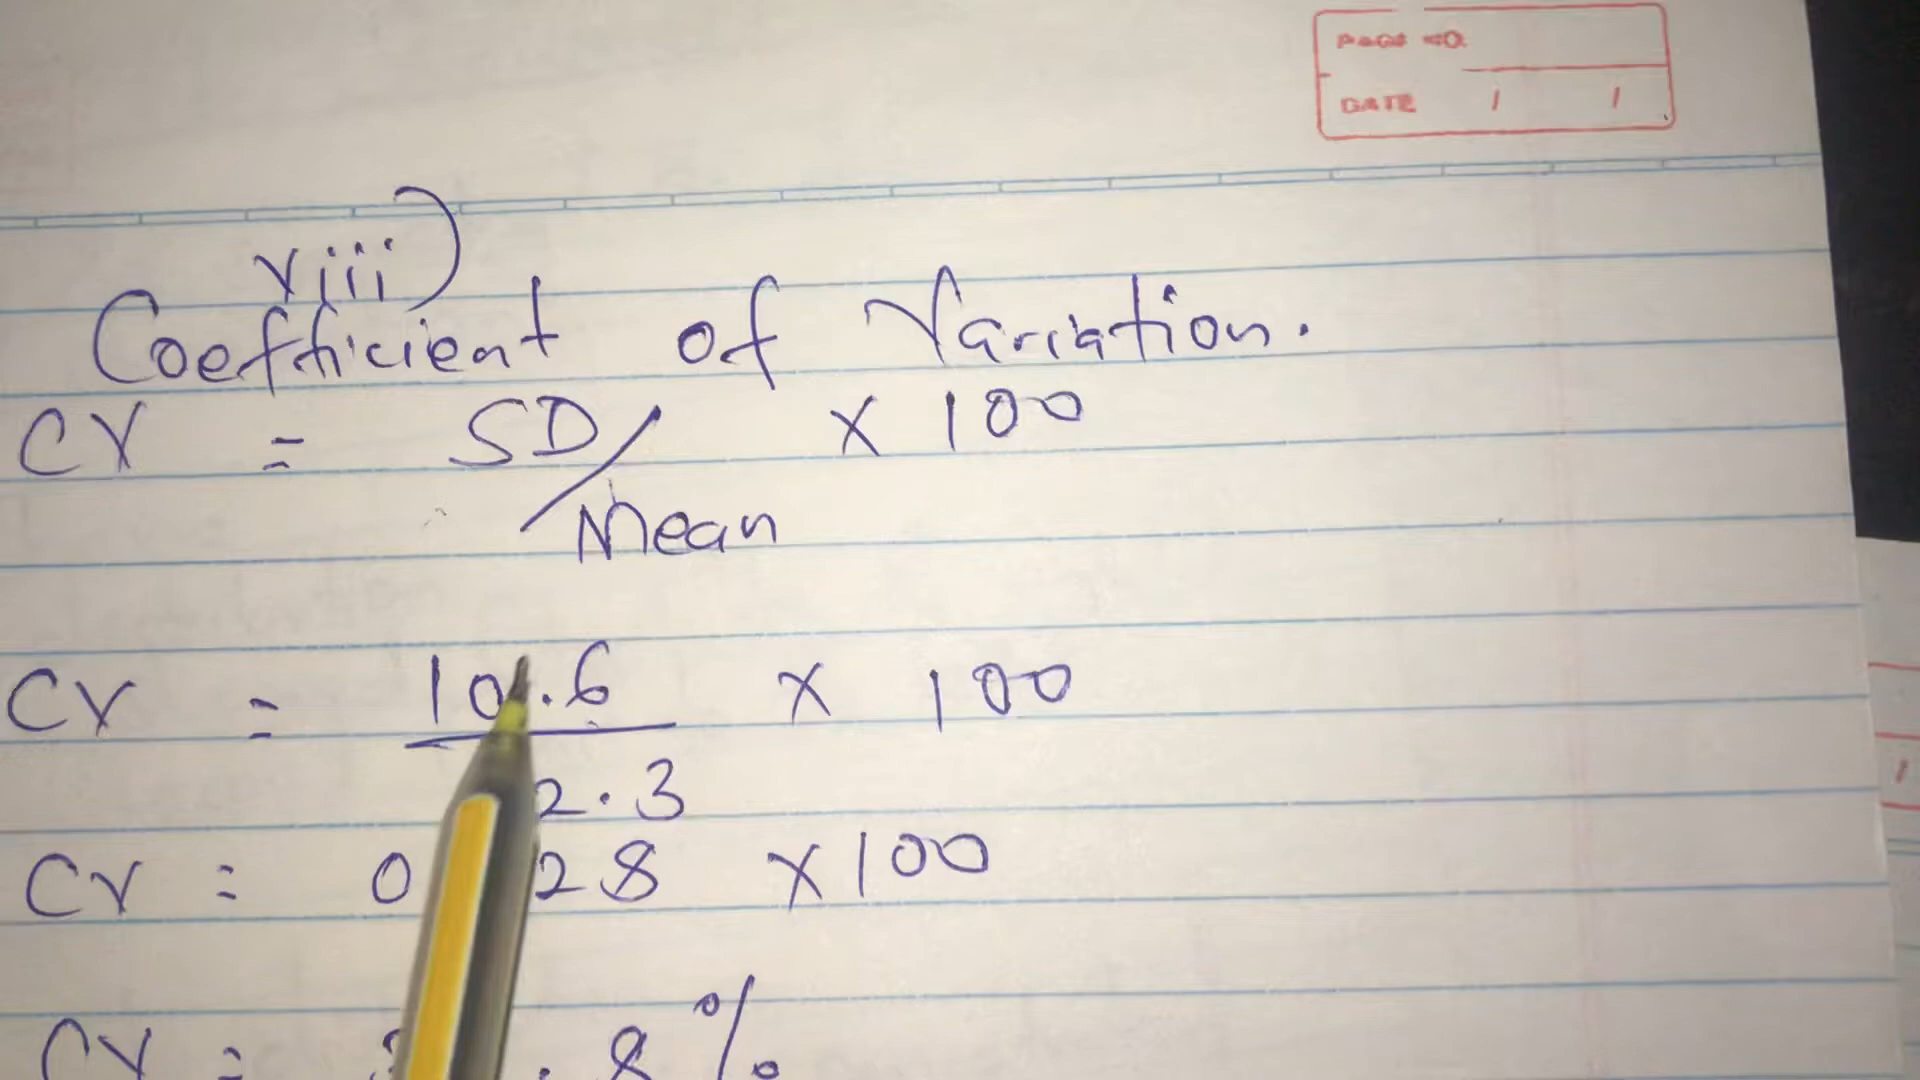 PAGE NO.
DATE / /
viii)
Coefficient of Variation.
CV = SD/ x 100
Mean
CV = 10.6 x 100
2.3
CV = 0 28 x 100
CV = .8%